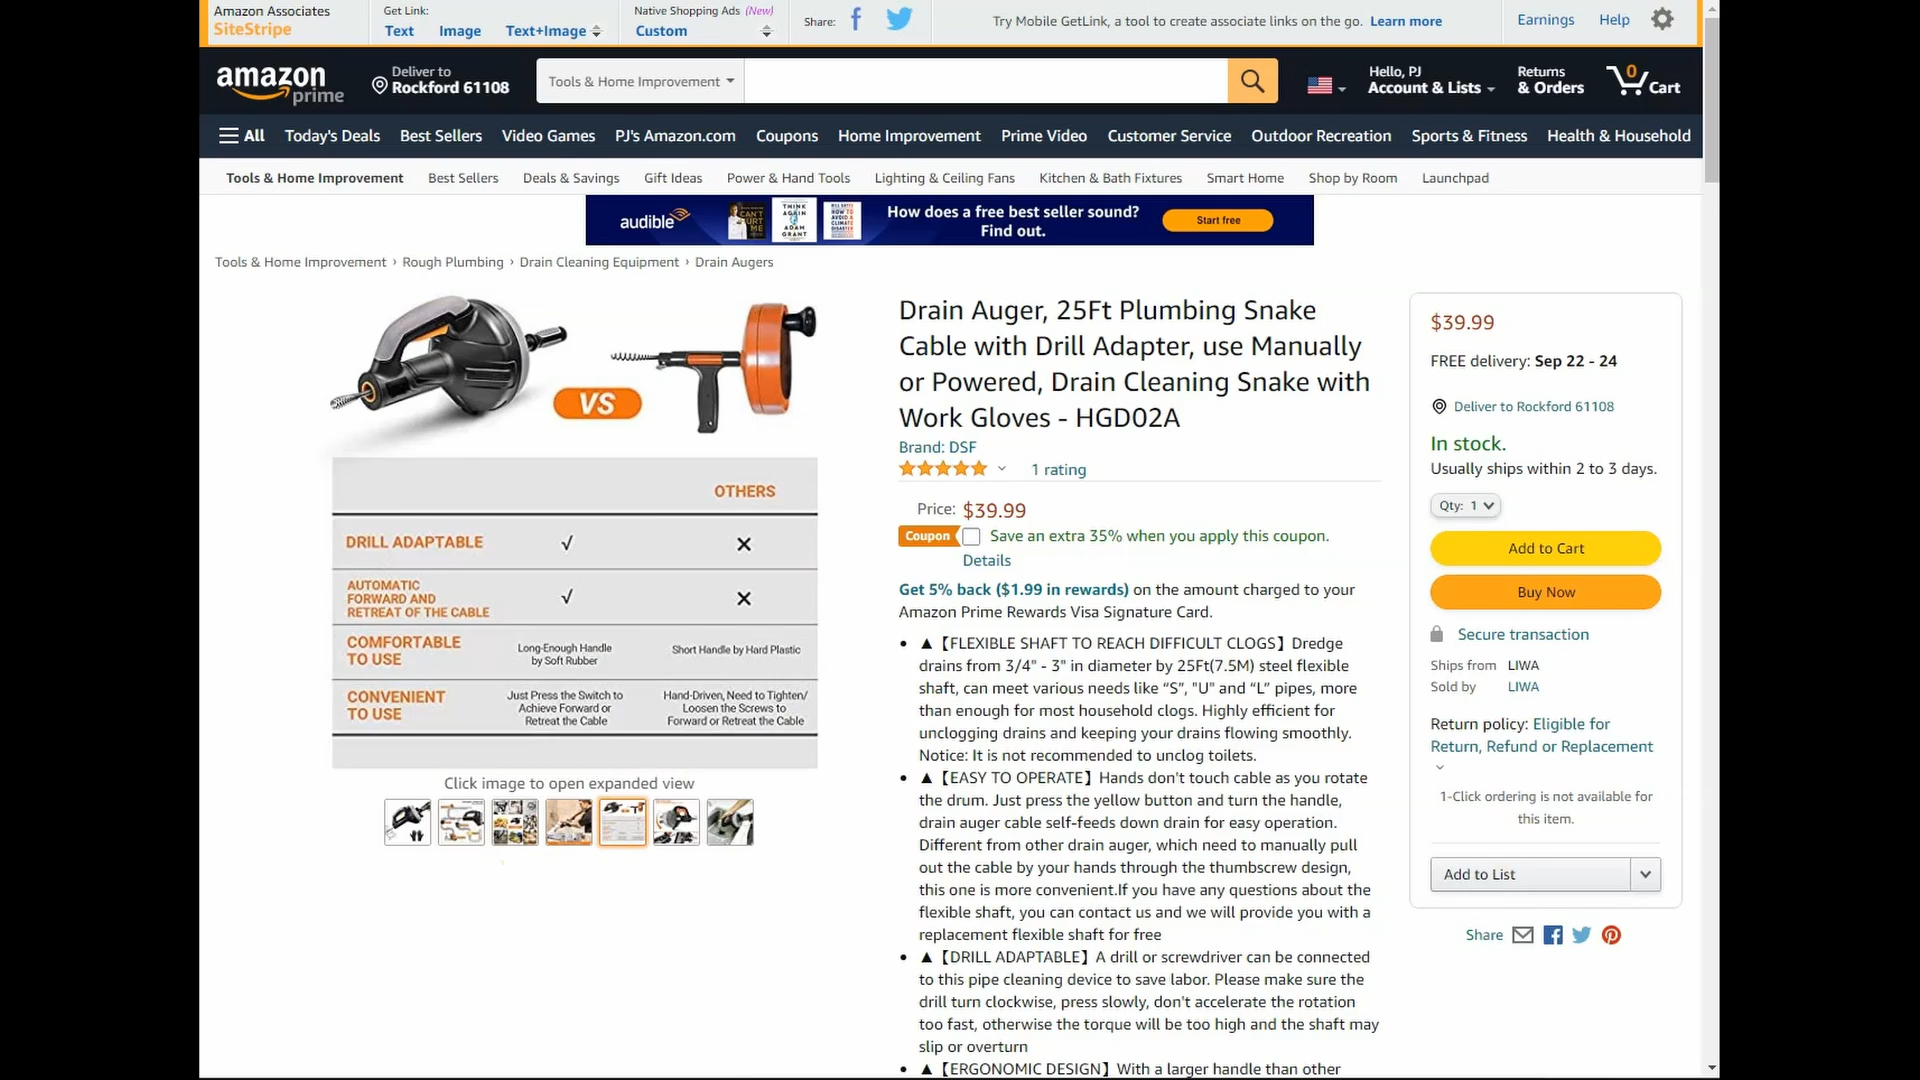 Amazon Associates
SiteStripe
Get Link:
Text
Image
Text+Image
Native Shopping Ads (New)
Custom
Share:
Try Mobile GetLink, a tool to create associate links on the go. Learn more
Earnings
Help
amazon
prime
Deliver to
Rockford 61108
Tools & Home Improvement
Hello, PJ
Account & Lists
Returns
& Orders
0
Cart
All
Today's Deals
Best Sellers
Video Games
PJ's Amazon.com
Coupons
Home Improvement
Prime Video
Customer Service
Outdoor Recreation
Sports & Fitness
Health & Household
Tools & Home Improvement
Best Sellers
Deals & Savings
Gift Ideas
Power & Hand Tools
Lighting & Ceiling Fans
Kitchen & Bath Fixtures
Smart Home
Shop by Room
Launchpad
audible
CAN'T
HURT
ME
THINK
AGAIN
ADAM
GRANT
How does a free best seller sound?
Find out.
Start free
Tools & Home Improvement › Rough Plumbing › Drain Cleaning Equipment › Drain Augers
VS
OTHERS
DRILL ADAPTABLE √ ×
AUTOMATIC
FORWARD AND
RETREAT OF THE CABLE √ ×
COMFORTABLE
TO USE
Long-Enough Handle
by Soft Rubber
Short Handle by Hard Plastic
CONVENIENT
TO USE
Just Press the Switch to
Achieve Forward or
Retreat the Cable
Hand-Driven, Need to Tighten/
Loosen the Screws to
Forward or Retreat the Cable
Click image to open expanded view
Drain Auger, 25Ft Plumbing Snake
Cable with Drill Adapter, use Manually
or Powered, Drain Cleaning Snake with
Work Gloves - HGD02A
Brand: DSF
1 rating
Price: $39.99
Coupon Save an extra 35% when you apply this coupon.
Details
Get 5% back ($1.99 in rewards) on the amount charged to your
Amazon Prime Rewards Visa Signature Card.
• ▲【FLEXIBLE SHAFT TO REACH DIFFICULT CLOGS】Dredge
drains from 3/4" - 3" in diameter by 25Ft(7.5M) steel flexible
shaft, can meet various needs like “S”, "U" and “L” pipes, more
than enough for most household clogs. Highly efficient for
unclogging drains and keeping your drains flowing smoothly.
Notice: It is not recommended to unclog toilets.
• ▲【EASY TO OPERATE】Hands don't touch cable as you rotate
the drum. Just press the yellow button and turn the handle,
drain auger cable self-feeds down drain for easy operation.
Different from other drain auger, which need to manually pull
out the cable by your hands through the thumbscrew design,
this one is more convenient.If you have any questions about the
flexible shaft, you can contact us and we will provide you with a
replacement flexible shaft for free
• ▲【DRILL ADAPTABLE】A drill or screwdriver can be connected
to this pipe cleaning device to save labor. Please make sure the
drill turn clockwise, press slowly, don't accelerate the rotation
too fast, otherwise the torque will be too high and the shaft may
slip or overturn
• ▲【ERGONOMIC DESIGN】With a larger handle than other
$39.99
FREE delivery: Sep 22 - 24
Deliver to Rockford 61108
In stock.
Usually ships within 2 to 3 days.
Qty: 1
Add to Cart
Buy Now
Secure transaction
Ships from LIWA
Sold by LIWA
Return policy: Eligible for
Return, Refund or Replacement
1-Click ordering is not available for
this item.
Add to List
Share